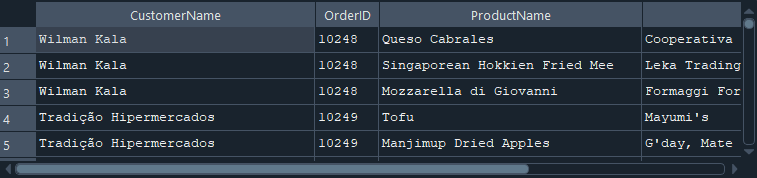 CustomerName OrderID ProductName
1 Wilman Kala 10248 Queso Cabrales Cooperativa
2 Wilman Kala 10248 Singaporean Hokkien Fried Mee Leka Trading
3 Wilman Kala 10248 Mozzarella di Giovanni Formaggi For
4 Tradição Hipermercados 10249 Tofu Mayumi's
5 Tradição Hipermercados 10249 Manjimup Dried Apples G'day, Mate